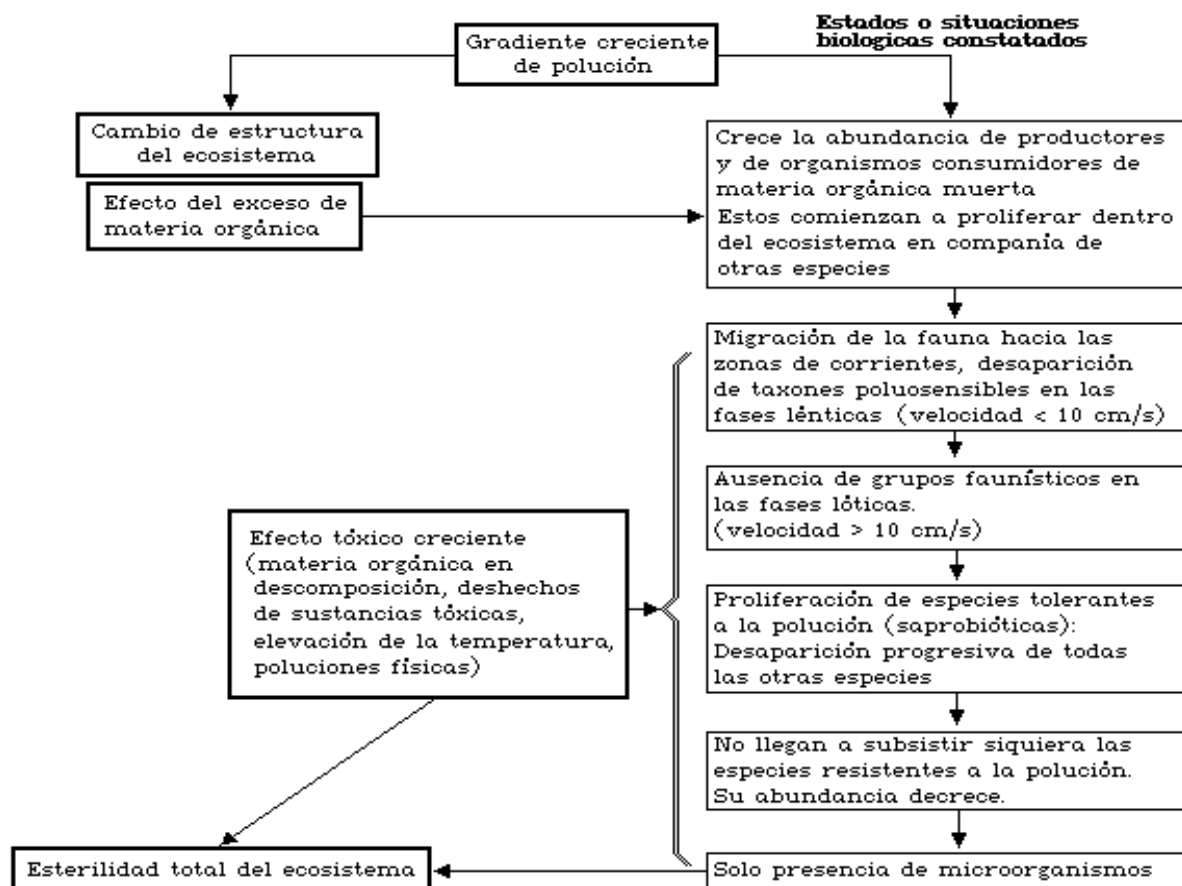 Estados o situaciones
biologicas constatados
Gradiente creciente
de polución
Cambio de estructura
del ecosistema
Efecto del exceso de
materia orgánica
Crece la abundancia de productores
y de organismos consumidores de
materia orgánica muerta
Estos comienzan a proliferar dentro
del ecosistema en compañía de
otras especies
Migración de la fauna hacia las
zonas de corrientes, desaparición
de taxones poluosensibles en las
fases lénticas (velocidad < 10 cm/s)
Ausencia de grupos faunísticos en
las fases lóticas.
(velocidad > 10 cm/s)
Efecto tóxico creciente
(materia orgánica en
descomposición, deshechos
de sustancias tóxicas,
elevación de la temperatura,
poluciones físicas)
Proliferación de especies tolerantes
a la polución (saprobióticas):
Desaparición progresiva de todas
las otras especies
No llegan a subsistir siquiera las
especies resistentes a la polución.
Su abundancia decrece.
Solo presencia de microorganismos
Esterilidad total del ecosistema